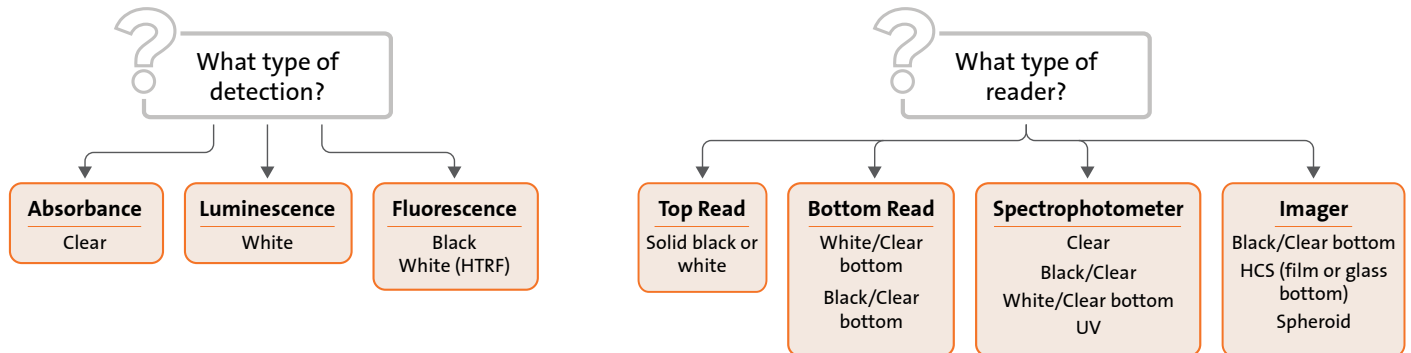 ?
What type of
detection?
Absorbance
Clear
Luminescence
White
Fluorescence
Black
White (HTRF)
?
What type of
reader?
Top Read
Solid black or
white
Bottom Read
White/Clear
bottom
Black/Clear
bottom
Spectrophotometer
Clear
Black/Clear
White/Clear bottom
UV
Imager
Black/Clear bottom
HCS (film or glass
bottom)
Spheroid